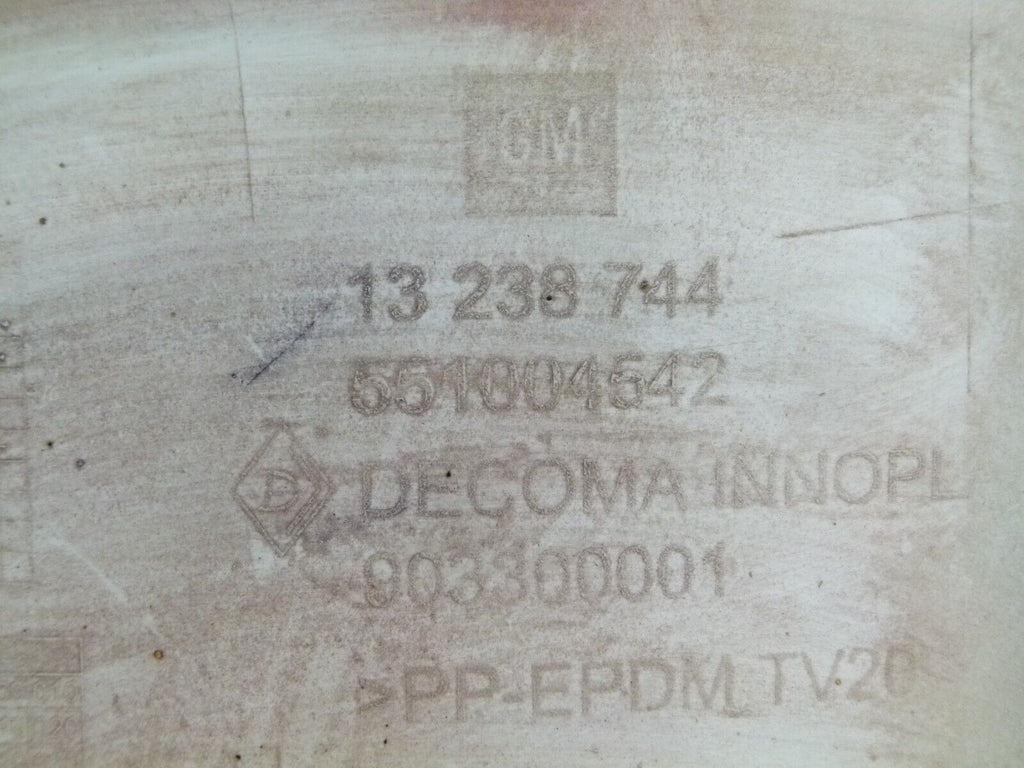 GM
13 238 744
551004542
D DECOMA INNOPL
903300001
>PP-EPDM TV20